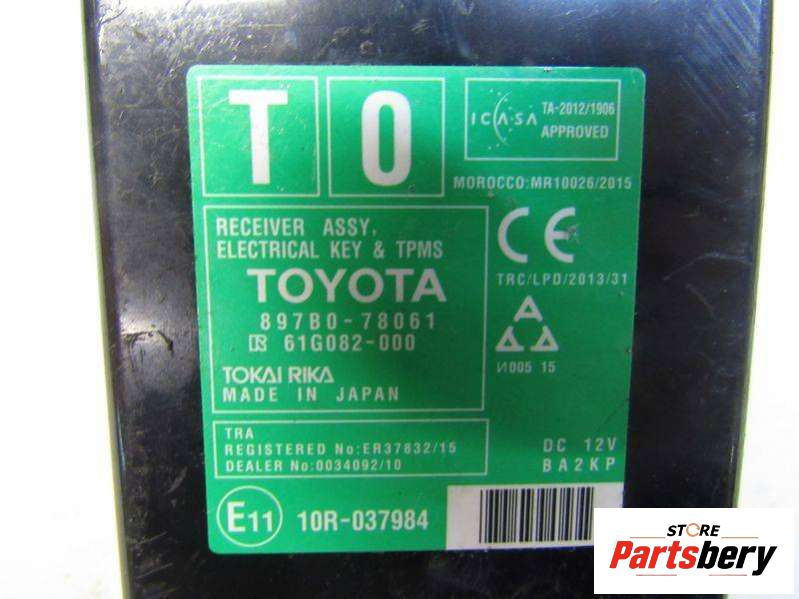 T 0
ICASA TA-2012/1906
APPROVED
MOROCCO:MR10026/2015
RECEIVER ASSY,
ELECTRICAL KEY & TPMS
TOYOTA
897B0-78061
R 61G082-000
TOKAI RIKA
MADE IN JAPAN
CE
TRC/LPD/2013/31
И005 15
TRA
REGISTERED No:ER37832/15
DEALER No:0034092/10
DC 12V
BA2KP
E11 10R-037984
STORE
Partsbery